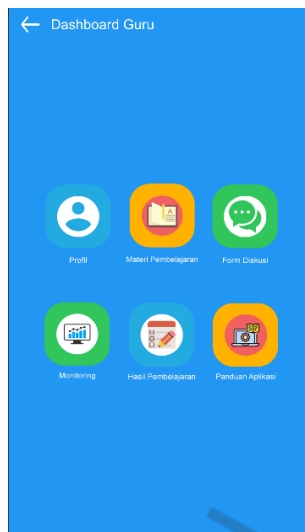 Dashboard Guru
Profil
Materi Pembelajaran
Form Diskusi
Monitoring
Hasil Pembelajaran
Panduan Aplikasi